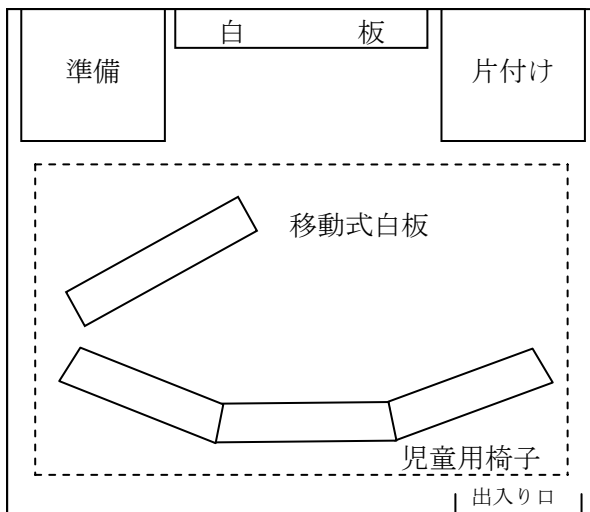 白 板
準備
片付け
移動式白板
児童用椅子
出入り口